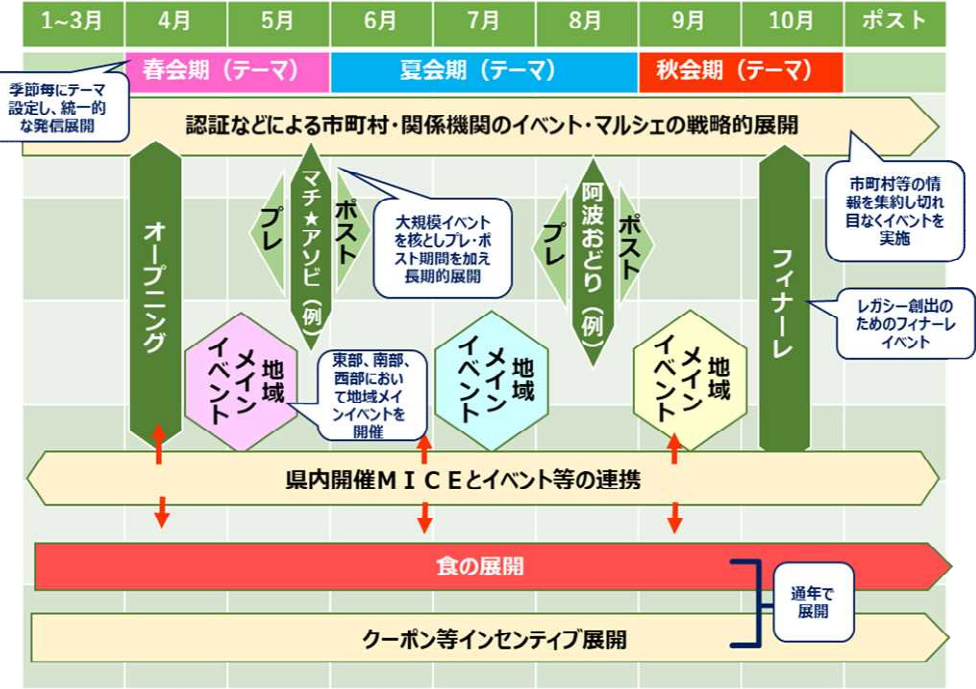 1~3月
4月
5月
6月
7月
8月
9月
10月
ポスト
春会期（テーマ）
夏会期（テーマ）
秋会期（テーマ）
季節毎にテーマ
設定し、統一的
な発信展開
認証などによる市町村・関係機関のイベント・マルシェの戦略的展開
市町村等の情
報を集約し切れ
目なくイベントを
実施
オープニング
プレ
マチ★アソビ（例）
ポスト
大規模イベント
を核としプレ・ポ
スト期間を加え
長期的展開
プレ
阿波おどり（例）
ポスト
フィナーレ
レガシー創出の
ためのフィナーレ
イベント
地域
メイン
イベント
東部、南部、
西部におい
て地域メイ
ンイベントを
開催
地域
メイン
イベント
地域
メイン
イベント
県内開催ＭＩＣＥとイベント等の連携
食の展開
通年で
展開
クーポン等インセンティブ展開